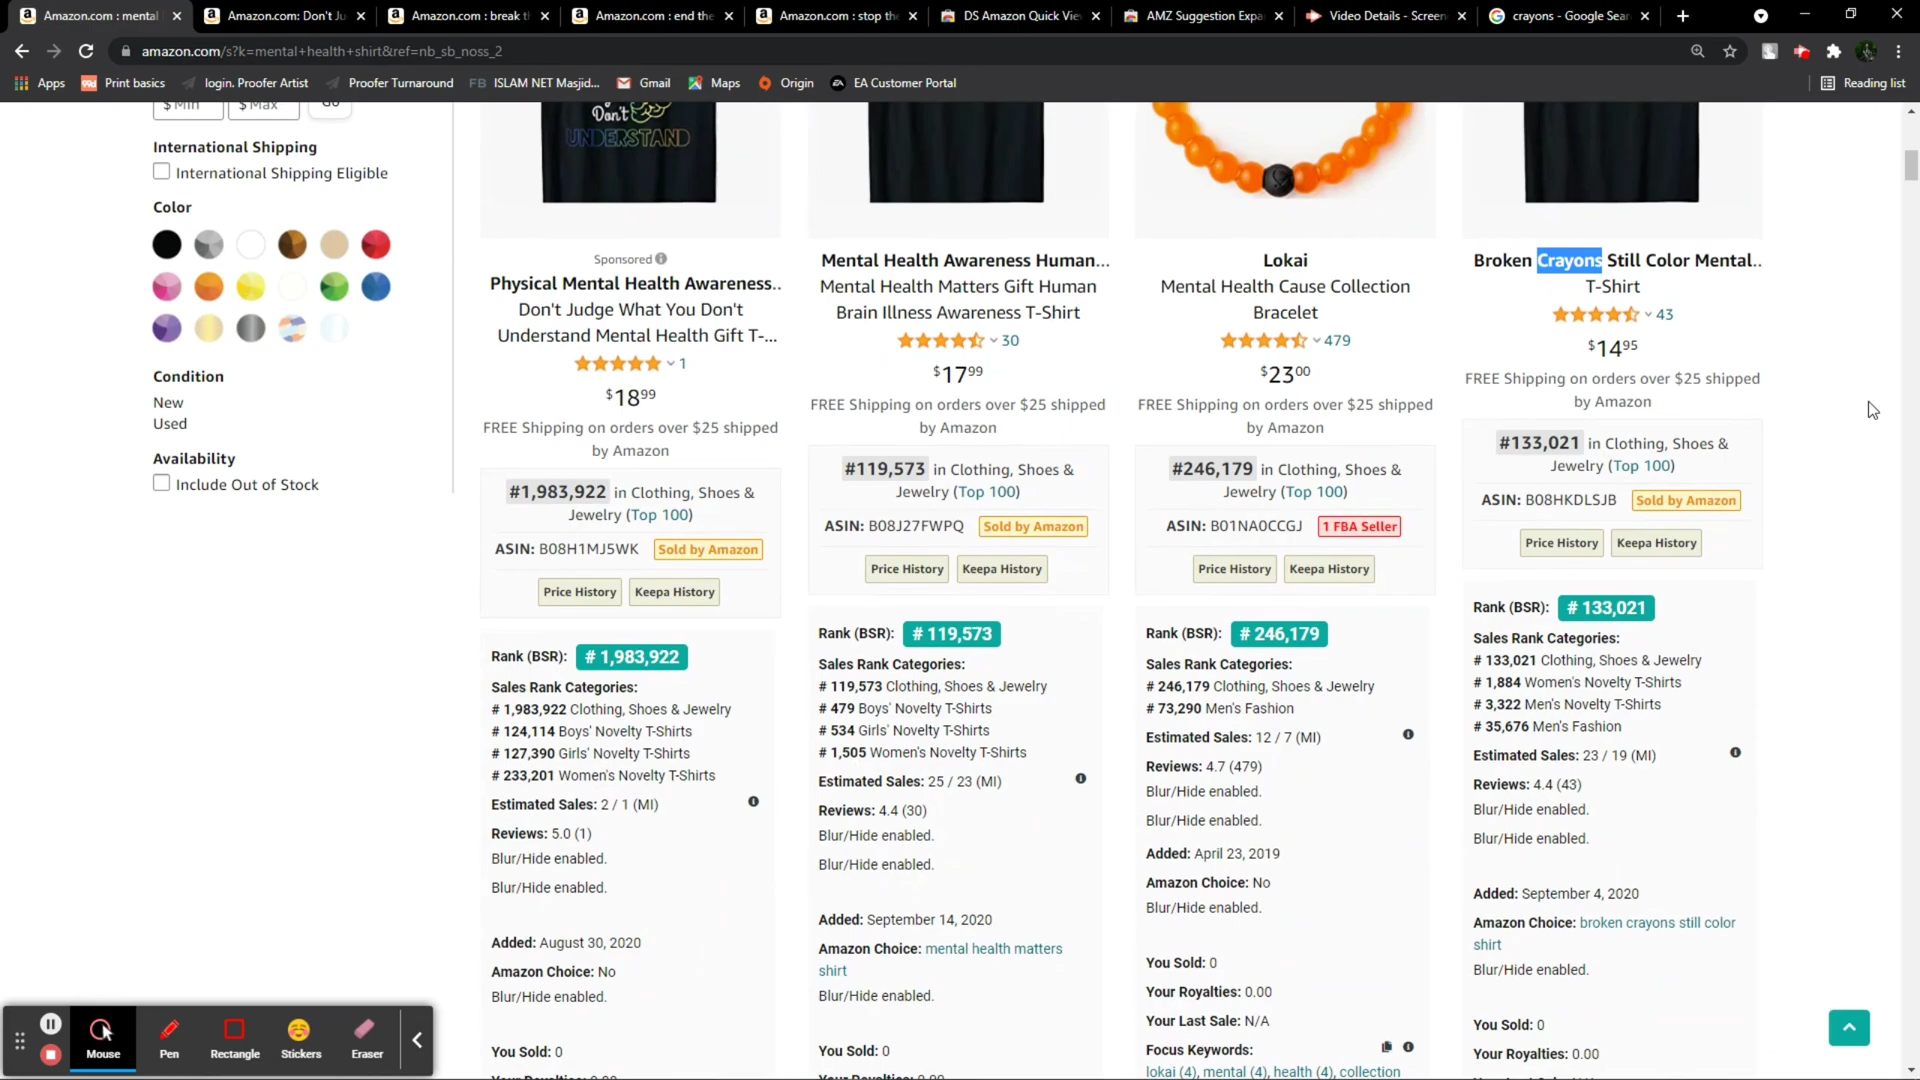 Amazon.com : mental
Amazon.com: Don't Ju
Amazon.com : break t
Amazon.com : end the
Amazon.com : stop the
DS Amazon Quick Vie
AMZ Suggestion Expa
Video Details - Screen
crayons - Google Sear
amazon.com/s?k=mental+health+shirt&ref=nb_sb_noss_2
Apps
Print basics
login. Proofer Artist
Proofer Turnaround
FB ISLAM NET Masjid...
Gmail
Maps
Origin
EA Customer Portal
Reading list
$ Min
$ Max
Go
International Shipping
International Shipping Eligible
Color
Condition
New
Used
Availability
Include Out of Stock
Don't
UNDERSTAND
Sponsored
Physical Mental Health Awareness..
Don't Judge What You Don't
Understand Mental Health Gift T-...
1
$18.99
FREE Shipping on orders over $25 shipped
by Amazon
#1,983,922 in Clothing, Shoes &
Jewelry (Top 100)
ASIN: B08H1MJ5WK Sold by Amazon
Price History Keepa History
Rank (BSR): # 1,983,922
Sales Rank Categories:
# 1,983,922 Clothing, Shoes & Jewelry
# 124,114 Boys' Novelty T-Shirts
# 127,390 Girls' Novelty T-Shirts
# 233,201 Women's Novelty T-Shirts
Estimated Sales: 2 / 1 (MI)
Reviews: 5.0 (1)
Blur/Hide enabled.
Blur/Hide enabled.
Added: August 30, 2020
Amazon Choice: No
Blur/Hide enabled.
You Sold: 0
Mental Health Awareness Human...
Mental Health Matters Gift Human
Brain Illness Awareness T-Shirt
30
$17.99
FREE Shipping on orders over $25 shipped
by Amazon
#119,573 in Clothing, Shoes &
Jewelry (Top 100)
ASIN: B08J27FWPQ Sold by Amazon
Price History Keepa History
Rank (BSR): # 119,573
Sales Rank Categories:
# 119,573 Clothing, Shoes & Jewelry
# 479 Boys' Novelty T-Shirts
# 534 Girls' Novelty T-Shirts
# 1,505 Women's Novelty T-Shirts
Estimated Sales: 25 / 23 (MI)
Reviews: 4.4 (30)
Blur/Hide enabled.
Blur/Hide enabled.
Added: September 14, 2020
Amazon Choice: mental health matters
shirt
Blur/Hide enabled.
You Sold: 0
Lokai
Mental Health Cause Collection
Bracelet
479
$23.00
FREE Shipping on orders over $25 shipped
by Amazon
#246,179 in Clothing, Shoes &
Jewelry (Top 100)
ASIN: B01NA0CCGJ 1 FBA Seller
Price History Keepa History
Rank (BSR): # 246,179
Sales Rank Categories:
# 246,179 Clothing, Shoes & Jewelry
# 73,290 Men's Fashion
Estimated Sales: 12 / 7 (MI)
Reviews: 4.7 (479)
Blur/Hide enabled.
Blur/Hide enabled.
Added: April 23, 2019
Amazon Choice: No
Blur/Hide enabled.
You Sold: 0
Your Royalties: 0.00
Your Last Sale: N/A
Focus Keywords:
lokai (4), mental (4), health (4), collection
Broken Crayons Still Color Mental..
T-Shirt
43
$14.95
FREE Shipping on orders over $25 shipped
by Amazon
#133,021 in Clothing, Shoes &
Jewelry (Top 100)
ASIN: B08HKDLSJB Sold by Amazon
Price History Keepa History
Rank (BSR): # 133,021
Sales Rank Categories:
# 133,021 Clothing, Shoes & Jewelry
# 1,884 Women's Novelty T-Shirts
# 3,322 Men's Novelty T-Shirts
# 35,676 Men's Fashion
Estimated Sales: 23 / 19 (MI)
Reviews: 4.4 (43)
Blur/Hide enabled.
Blur/Hide enabled.
Added: September 4, 2020
Amazon Choice: broken crayons still color
shirt
Blur/Hide enabled.
You Sold: 0
Your Royalties: 0.00
Mouse
Pen
Rectangle
Stickers
Eraser